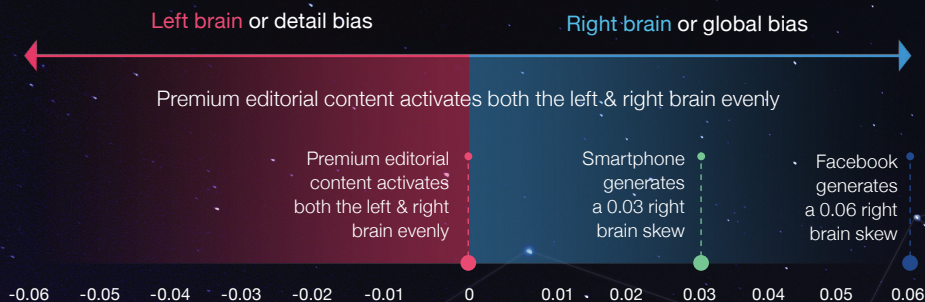 Left brain or detail bias
Right brain or global bias
Premium editorial content activates both the left & right brain evenly
Premium editorial
content activates
both the left & right
brain evenly
Smartphone
generates
a 0.03 right
brain skew
Facebook
generates
a 0.06 right
brain skew
-0.06 -0.05 -0.04 -0.03 -0.02 -0.01 0 0.01 0.02 0.03 0.04 0.05 0.06